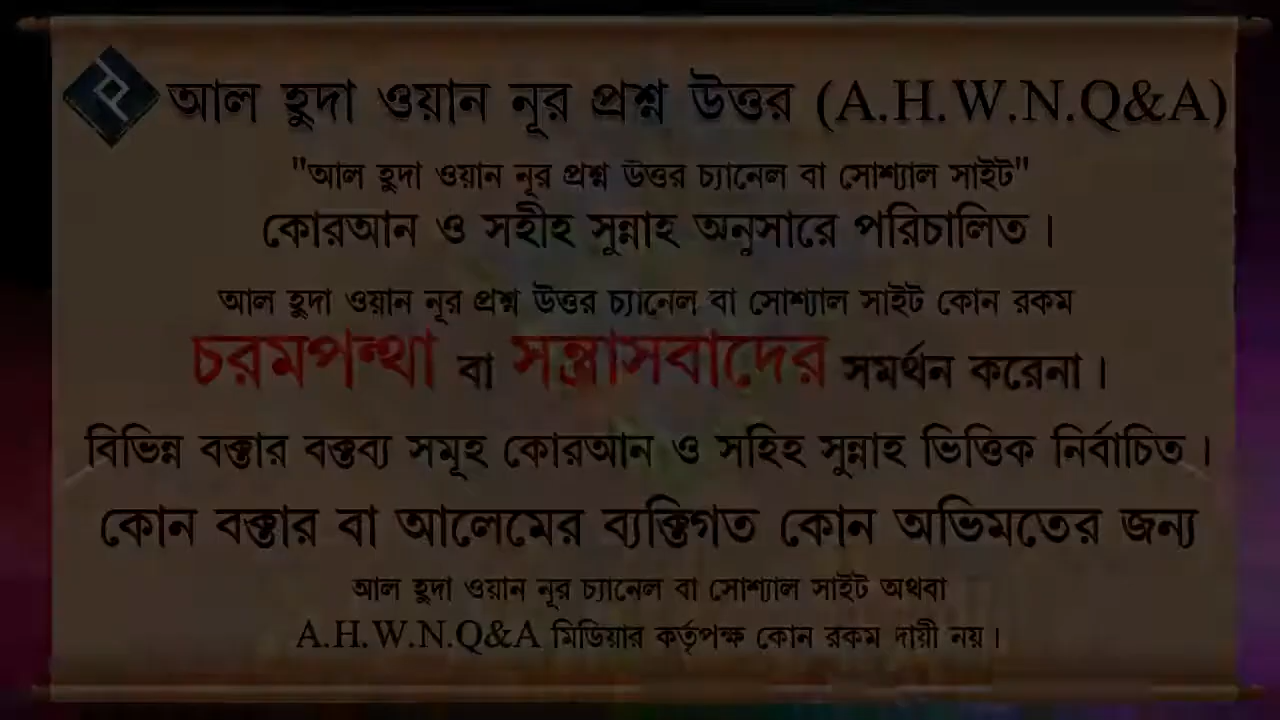 আল হুদা ওয়ান নূর প্রশ্ন উত্তর (A.H.W.N.Q&A)
"আল হুদা ওয়ান নূর প্রশ্ন উত্তর চ্যানেল বা সোশ্যাল সাইট"
কোরআন ও সহীহ সুন্নাহ অনুসারে পরিচালিত।
আল হুদা ওয়ান নূর প্রশ্ন উত্তর চ্যানেল বা সোশ্যাল সাইট কোন রকম
চরমপন্থা বা সন্ত্রাসবাদের সমর্থন করেনা।
বিভিন্ন বক্তার বক্তব্য সমূহ কোরআন ও সহিহ সুন্নাহ ভিত্তিক নির্বাচিত।
কোন বক্তার বা আলেমের ব্যক্তিগত কোন অভিমতের জন্য
আল হুদা ওয়ান নূর চ্যানেল বা সোশ্যাল সাইট অথবা
A.H.W.N.Q&A মিডিয়ার কর্তৃপক্ষ কোন রকম দায়ী নয়।